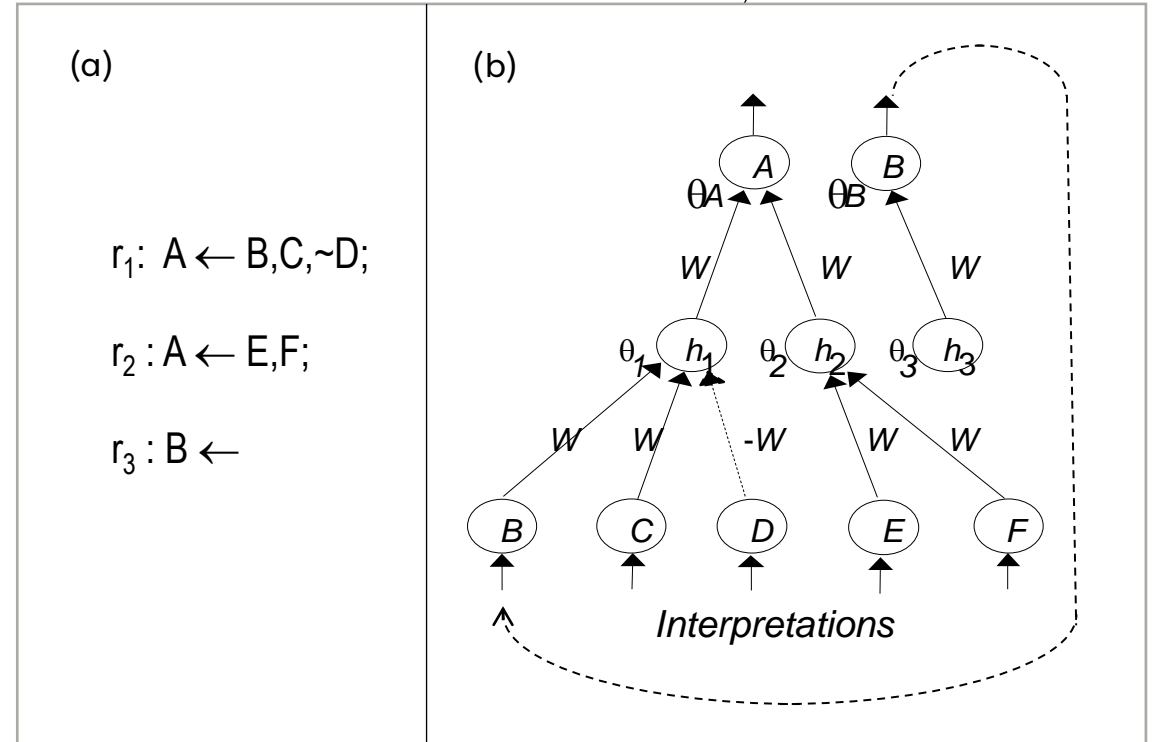 (a)
r₁: A ← B,C,~D;
r₂ : A ← E,F;
r₃ : B ←
(b)
A B
θA θB
W W W
θ₁ h₁ θ₂ h₂ θ₃ h₃
W W -W W W
B C D E F
Interpretations